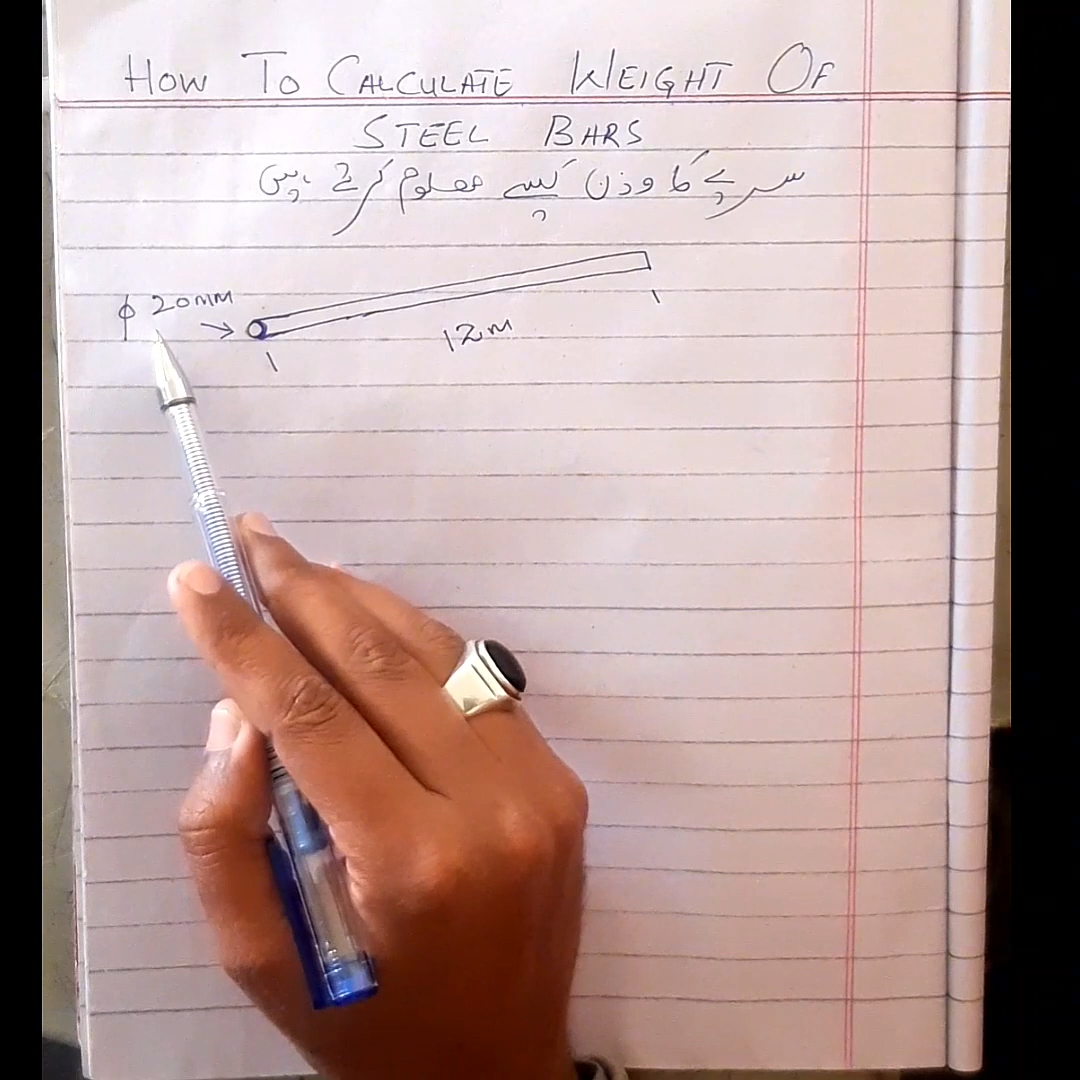 HOW TO CALCULATE WEIGHT OF
STEEL BARS
سریے کا وزن کیسے معلوم کرتے ہیں
ϕ 20MM
12M